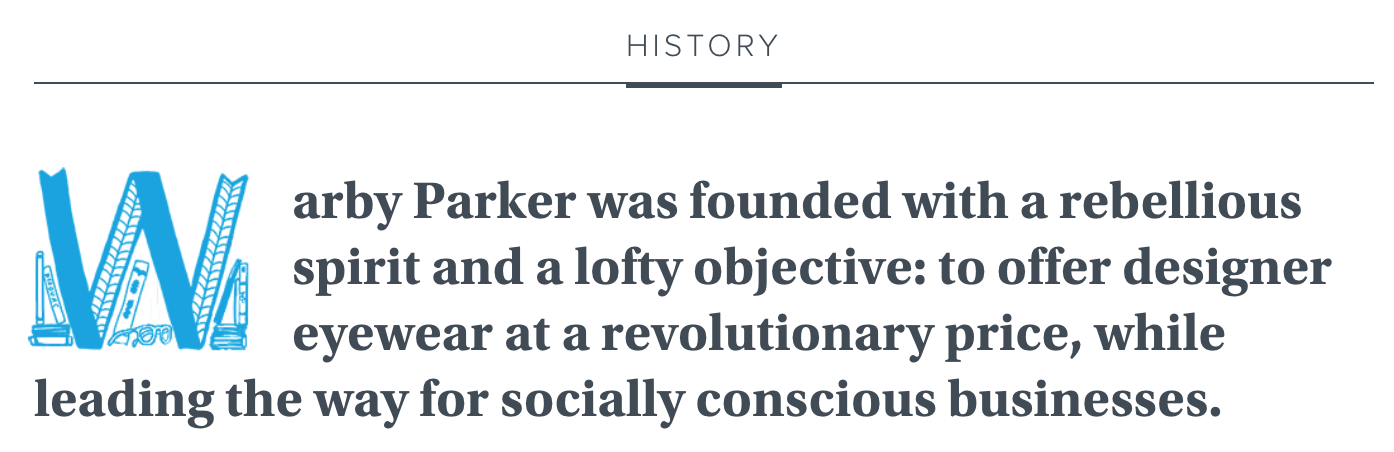 HISTORY
Warby Parker was founded with a rebellious
spirit and a lofty objective: to offer designer
eyewear at a revolutionary price, while
leading the way for socially conscious businesses.